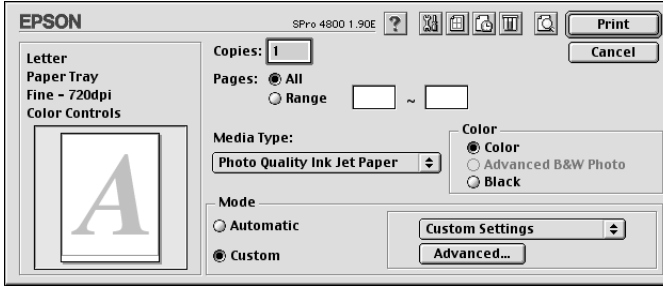 EPSON
SPro 4800 1.90E
?
Print
Cancel
Letter
Paper Tray
Fine - 720dpi
Color Controls
A
Copies: 1
Pages: All
Range ~
Media Type:
Photo Quality Ink Jet Paper
Color
Color
Advanced B&W Photo
Black
Mode
Automatic
Custom
Custom Settings
Advanced...